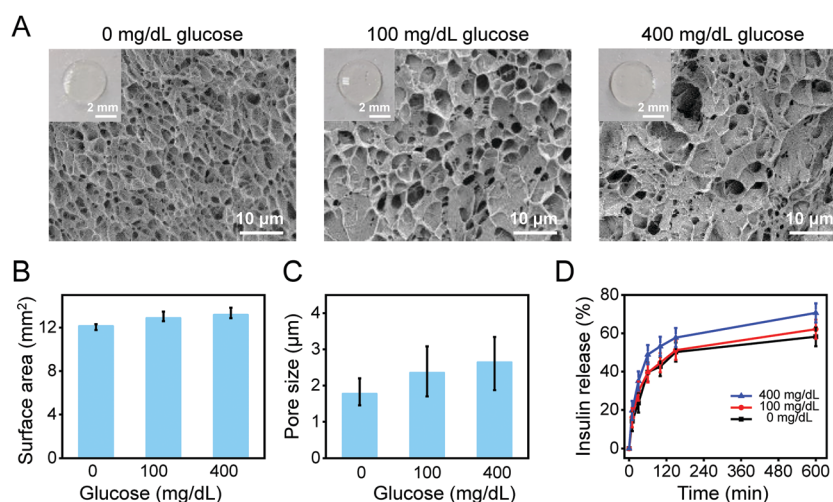 A
0 mg/dL glucose
100 mg/dL glucose
400 mg/dL glucose
2 mm
2 mm
2 mm
10 µm
10 µm
10 µm
B
Surface area (mm²)
16
12
8
4
0
0
100
400
Glucose (mg/dL)
C
Pore size (µm)
4
3
2
1
0
0
100
400
Glucose (mg/dL)
D
Insulin release (%)
80
60
40
20
0
400 mg/dL
100 mg/dL
0 mg/dL
0
120
240
360
480
600
Time (min)